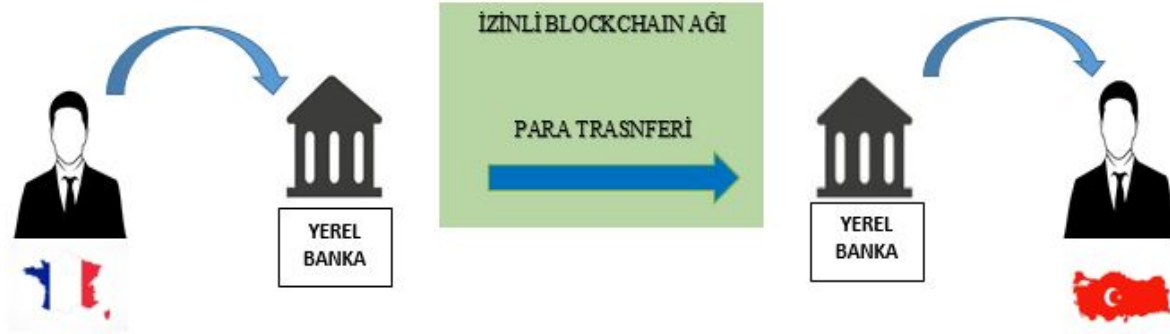 İZİNLİ BLOCKCHAIN AĞI
PARA TRASNFERİ
YEREL
BANKA
YEREL
BANKA